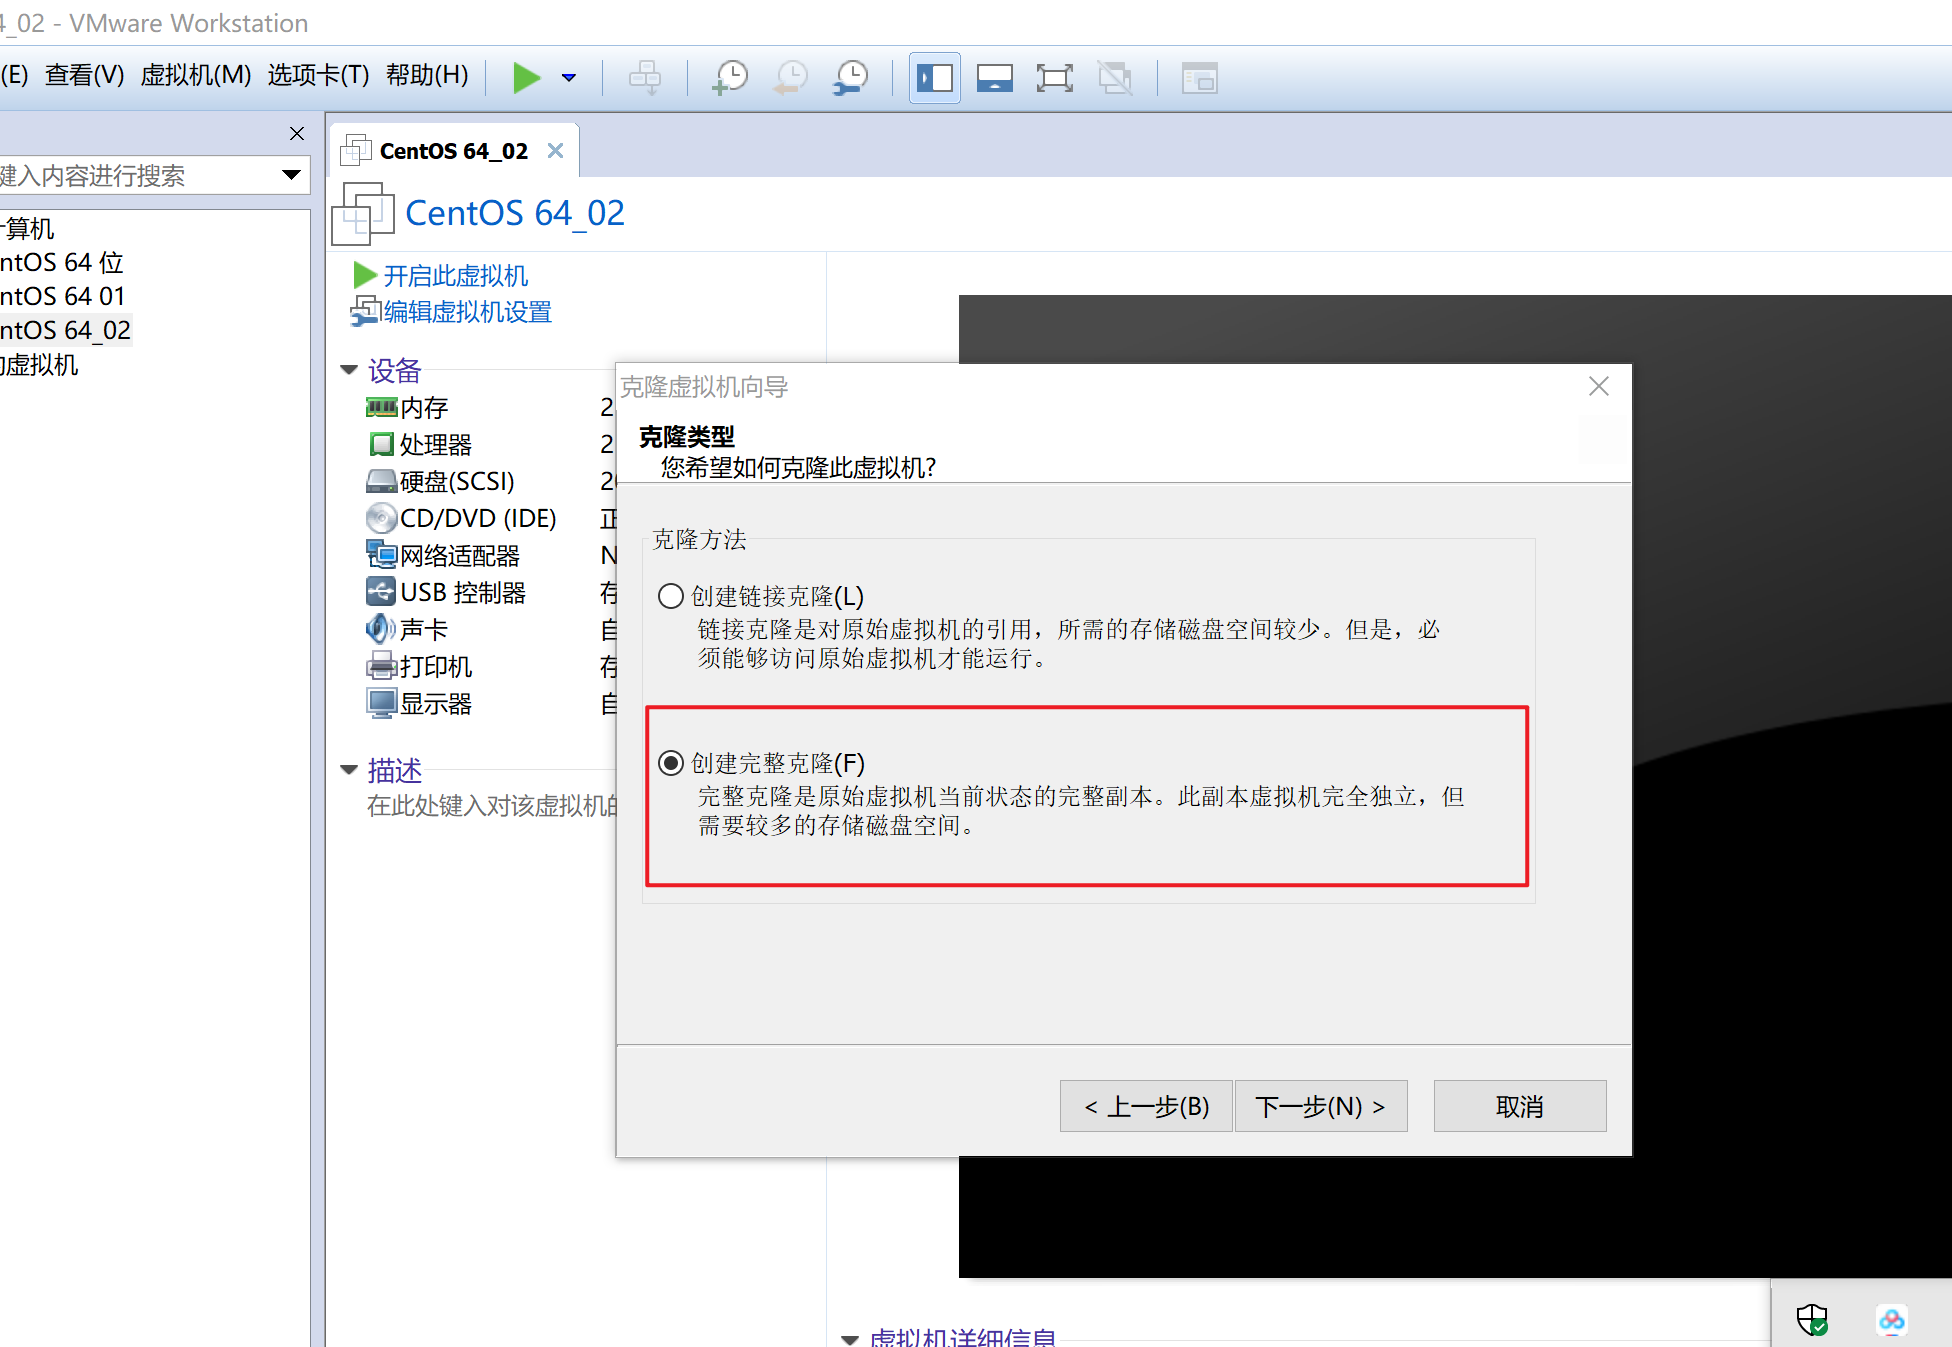 4_02 - VMware Workstation
(E) 查看(V) 虚拟机(M) 选项卡(T) 帮助(H)
CentOS 64_02
键入内容进行搜索
CentOS 64_02
计算机
ntOS 64 位
ntOS 64 01
ntOS 64_02
的虚拟机
开启此虚拟机
编辑虚拟机设置
设备
内存 2
处理器 2
硬盘(SCSI) 2
CD/DVD (IDE) 正
网络适配器 N
USB 控制器 存
声卡 自
打印机 存
显示器 自
描述
在此处键入对该虚拟机的
克隆虚拟机向导
克隆类型
您希望如何克隆此虚拟机?
克隆方法
创建链接克隆(L)
链接克隆是对原始虚拟机的引用，所需的存储磁盘空间较少。但是，必
须能够访问原始虚拟机才能运行。
创建完整克隆(F)
完整克隆是原始虚拟机当前状态的完整副本。此副本虚拟机完全独立，但
需要较多的存储磁盘空间。
< 上一步(B) 下一步(N) > 取消
虚拟机详细信息